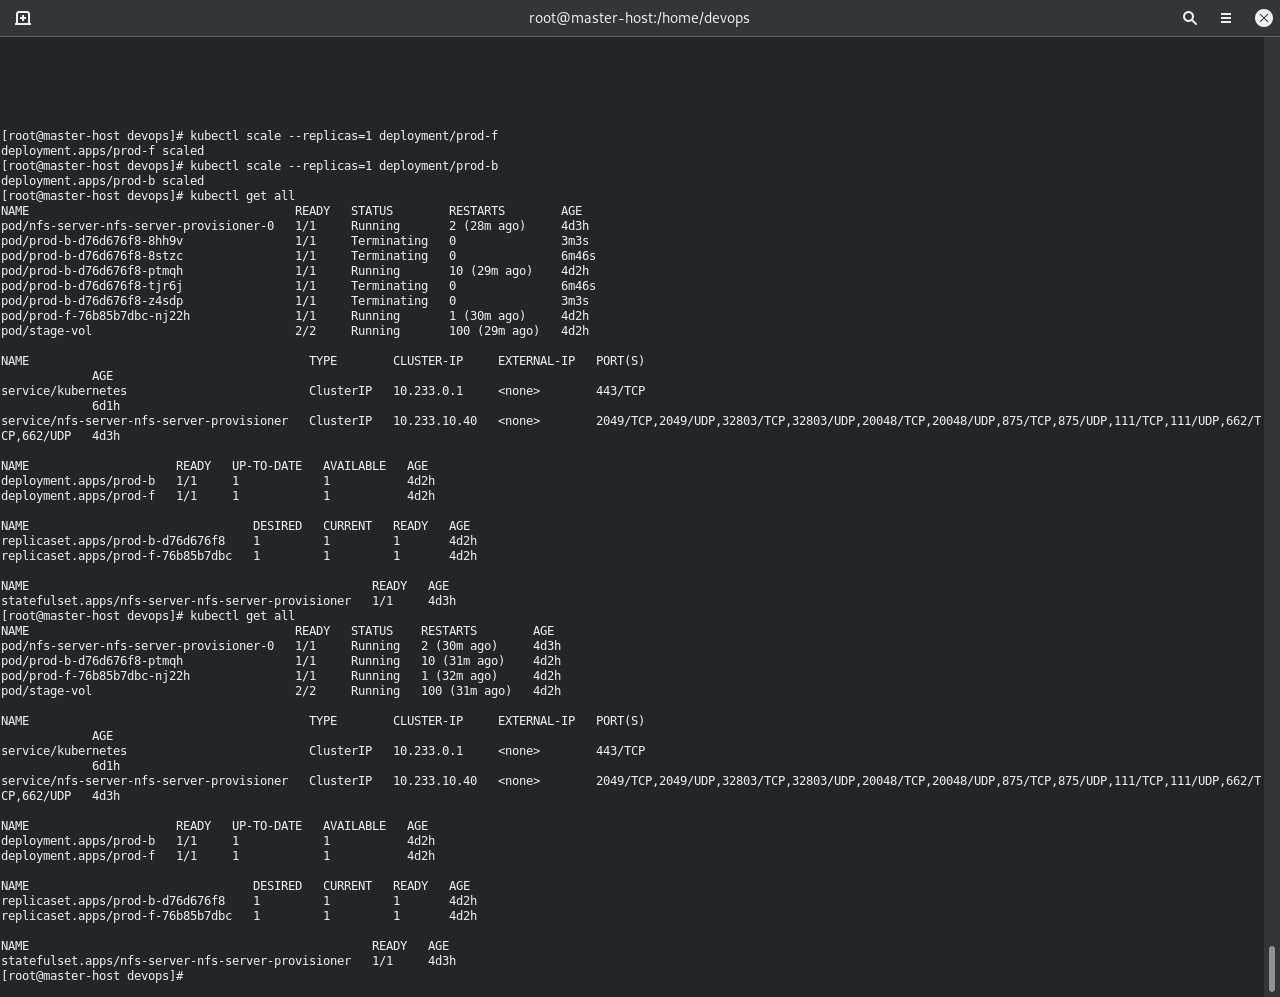 root@master-host:/home/devops
[root@master-host devops]# kubectl scale --replicas=1 deployment/prod-f
deployment.apps/prod-f scaled
[root@master-host devops]# kubectl scale --replicas=1 deployment/prod-b
deployment.apps/prod-b scaled
[root@master-host devops]# kubectl get all
NAME                                      READY   STATUS        RESTARTS        AGE
pod/nfs-server-nfs-server-provisioner-0   1/1     Running       2 (28m ago)     4d3h
pod/prod-b-d76d676f8-8hh9v                1/1     Terminating   0               3m3s
pod/prod-b-d76d676f8-8stzc                1/1     Terminating   0               6m46s
pod/prod-b-d76d676f8-ptmqh                1/1     Running       10 (29m ago)    4d2h
pod/prod-b-d76d676f8-tjr6j                1/1     Terminating   0               6m46s
pod/prod-b-d76d676f8-z4sdp                1/1     Terminating   0               3m3s
pod/prod-f-76b85b7dbc-nj22h               1/1     Running       1 (30m ago)     4d2h
pod/stage-vol                             2/2     Running       100 (29m ago)   4d2h
NAME                                        TYPE        CLUSTER-IP     EXTERNAL-IP   PORT(S)
             AGE
service/kubernetes                          ClusterIP   10.233.0.1     <none>        443/TCP
             6d1h
service/nfs-server-nfs-server-provisioner   ClusterIP   10.233.10.40   <none>        2049/TCP,2049/UDP,32803/TCP,32803/UDP,20048/TCP,20048/UDP,875/TCP,875/UDP,111/TCP,111/UDP,662/T
CP,662/UDP   4d3h
NAME                     READY   UP-TO-DATE   AVAILABLE   AGE
deployment.apps/prod-b   1/1     1            1           4d2h
deployment.apps/prod-f   1/1     1            1           4d2h
NAME                                DESIRED   CURRENT   READY   AGE
replicaset.apps/prod-b-d76d676f8    1         1         1       4d2h
replicaset.apps/prod-f-76b85b7dbc   1         1         1       4d2h
NAME                                                 READY   AGE
statefulset.apps/nfs-server-nfs-server-provisioner   1/1     4d3h
[root@master-host devops]# kubectl get all
NAME                                      READY   STATUS    RESTARTS        AGE
pod/nfs-server-nfs-server-provisioner-0   1/1     Running   2 (30m ago)     4d3h
pod/prod-b-d76d676f8-ptmqh                1/1     Running   10 (31m ago)    4d2h
pod/prod-f-76b85b7dbc-nj22h               1/1     Running   1 (32m ago)     4d2h
pod/stage-vol                             2/2     Running   100 (31m ago)   4d2h
NAME                                        TYPE        CLUSTER-IP     EXTERNAL-IP   PORT(S)
             AGE
service/kubernetes                          ClusterIP   10.233.0.1     <none>        443/TCP
             6d1h
service/nfs-server-nfs-server-provisioner   ClusterIP   10.233.10.40   <none>        2049/TCP,2049/UDP,32803/TCP,32803/UDP,20048/TCP,20048/UDP,875/TCP,875/UDP,111/TCP,111/UDP,662/T
CP,662/UDP   4d3h
NAME                     READY   UP-TO-DATE   AVAILABLE   AGE
deployment.apps/prod-b   1/1     1            1           4d2h
deployment.apps/prod-f   1/1     1            1           4d2h
NAME                                DESIRED   CURRENT   READY   AGE
replicaset.apps/prod-b-d76d676f8    1         1         1       4d2h
replicaset.apps/prod-f-76b85b7dbc   1         1         1       4d2h
NAME                                                 READY   AGE
statefulset.apps/nfs-server-nfs-server-provisioner   1/1     4d3h
[root@master-host devops]#